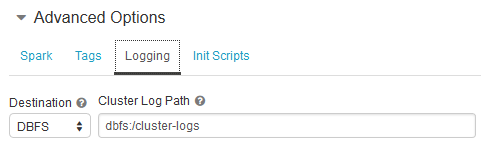 Advanced Options
Spark Tags Logging Init Scripts
Destination ? Cluster Log Path ?
DBFS dbfs:/cluster-logs